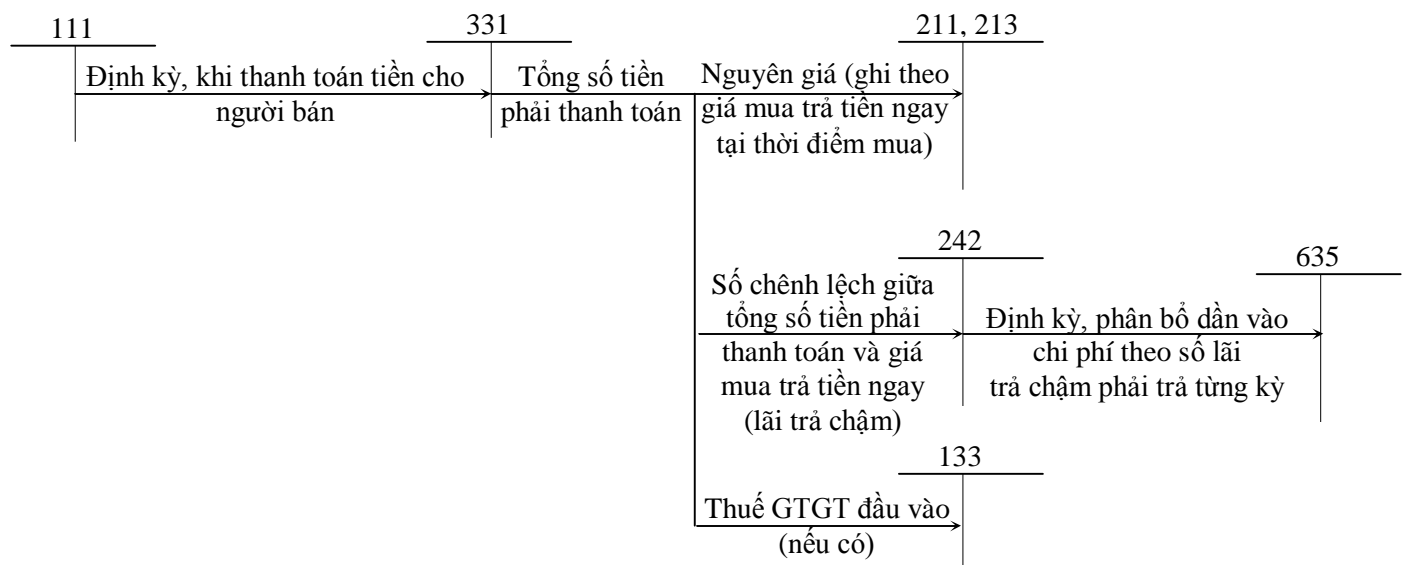 111
331
211, 213
Định kỳ, khi thanh toán tiền cho
người bán
Tổng số tiền
phải thanh toán
Nguyên giá (ghi theo
giá mua trả tiền ngay
tại thời điểm mua)
242
635
Số chênh lệch giữa
tổng số tiền phải
thanh toán và giá
mua trả tiền ngay
(lãi trả chậm)
Định kỳ, phân bổ dần vào
chi phí theo số lãi
trả chậm phải trả từng kỳ
133
Thuế GTGT đầu vào
(nếu có)